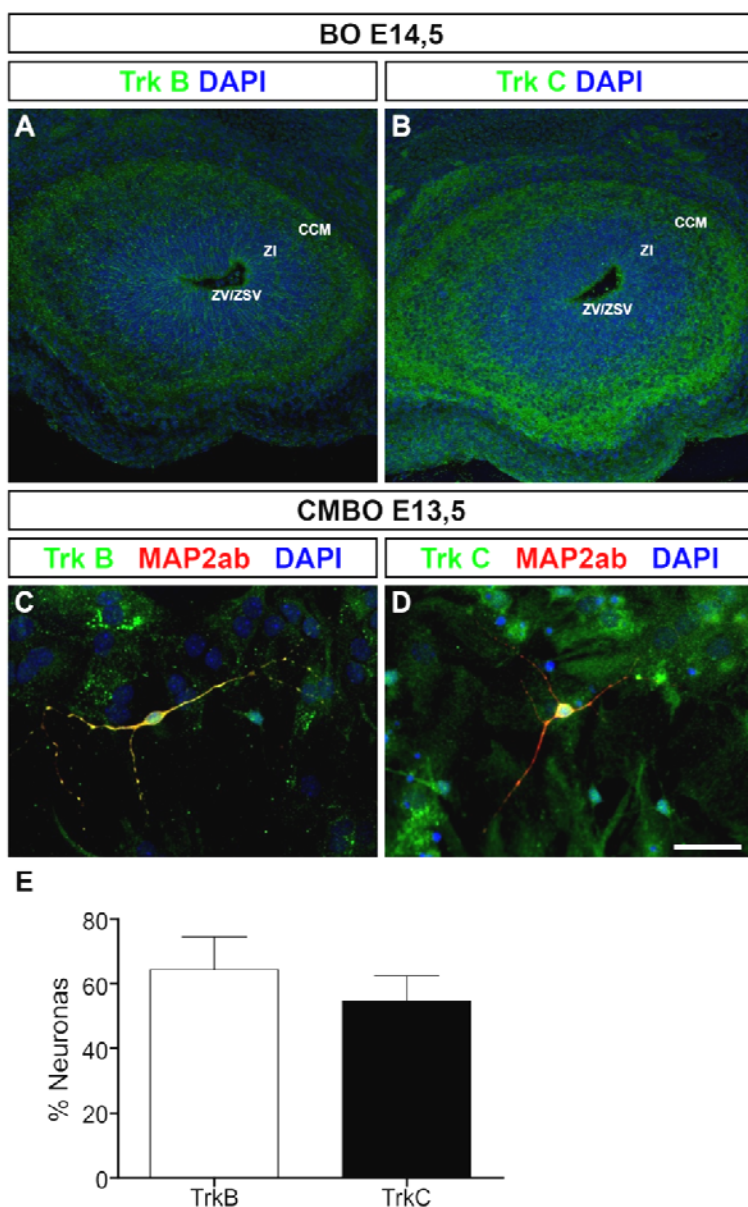 BO E14,5
Trk B DAPI
Trk C DAPI
A
CCM
ZI
ZV/ZSV
B
CCM
ZI
ZV/ZSV
CMBO E13,5
Trk B MAP2ab DAPI
Trk C MAP2ab DAPI
C
D
E
% Neuronas
80
60
40
20
0
TrkB
TrkC